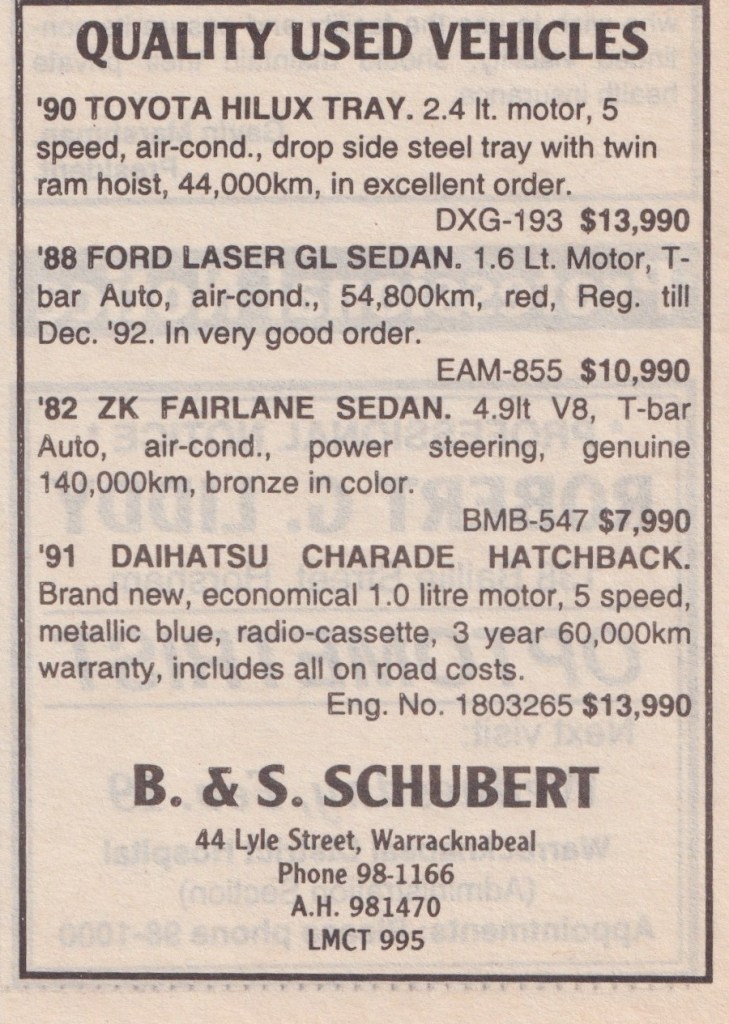 QUALITY USED VEHICLES
'90 TOYOTA HILUX TRAY. 2.4 lt. motor, 5
speed, air-cond., drop side steel tray with twin
ram hoist, 44,000km, in excellent order.
DXG-193 $13,990
'88 FORD LASER GL SEDAN. 1.6 Lt. Motor, T-
bar Auto, air-cond., 54,800km, red, Reg. till
Dec. '92. In very good order.
EAM-855 $10,990
'82 ZK FAIRLANE SEDAN. 4.9lt V8, T-bar
Auto, air-cond., power steering, genuine
140,000km, bronze in color.
BMB-547 $7,990
'91 DAIHATSU CHARADE HATCHBACK.
Brand new, economical 1.0 litre motor, 5 speed,
metallic blue, radio-cassette, 3 year 60,000km
warranty, includes all on road costs.
Eng. No. 1803265 $13,990
B. & S. SCHUBERT
44 Lyle Street, Warracknabeal
Phone 98-1166
A.H. 981470
LMCT 995